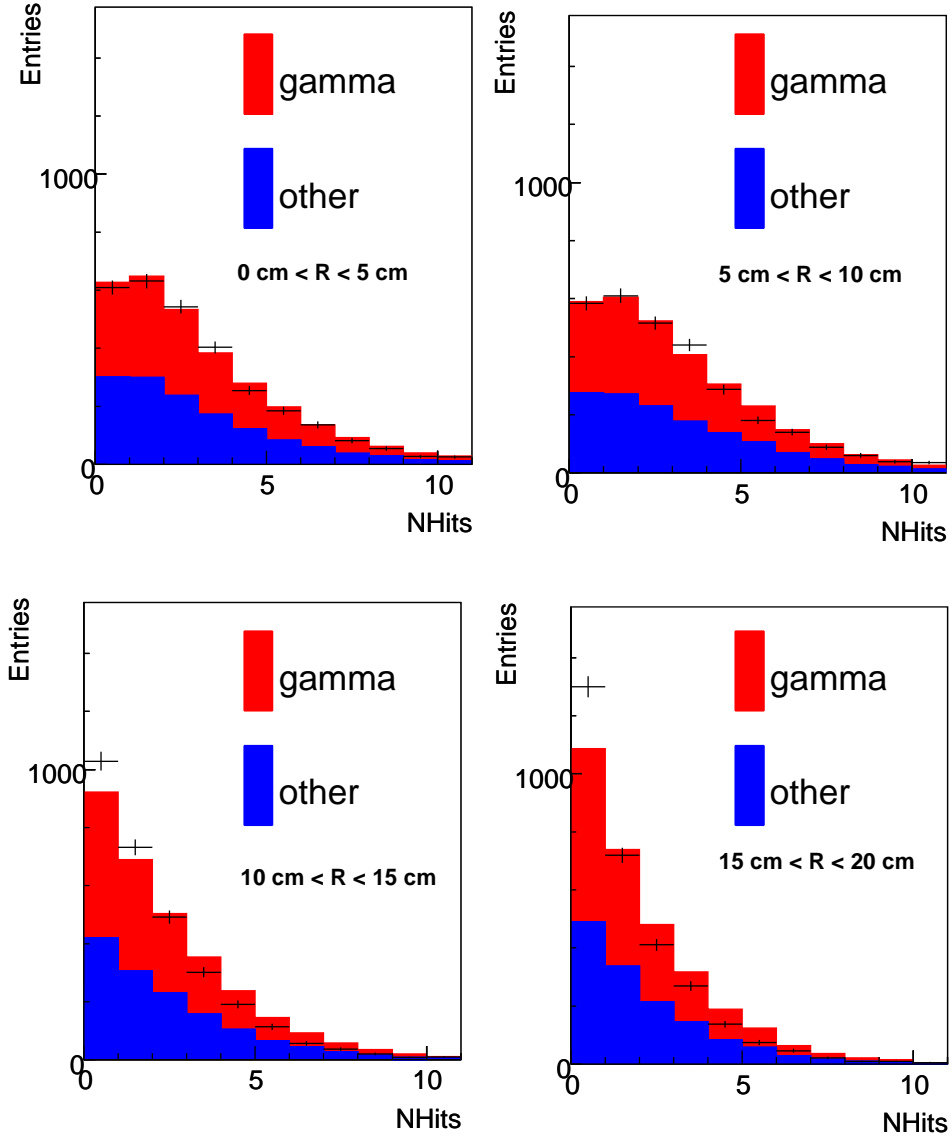 Entries
gamma
1000
other
0 cm < R < 5 cm
0
0 5 10
NHits
Entries
gamma
1000
other
5 cm < R < 10 cm
0
0 5 10
NHits
Entries
gamma
1000
other
10 cm < R < 15 cm
0
0 5 10
NHits
Entries
gamma
1000
other
15 cm < R < 20 cm
0
0 5 10
NHits